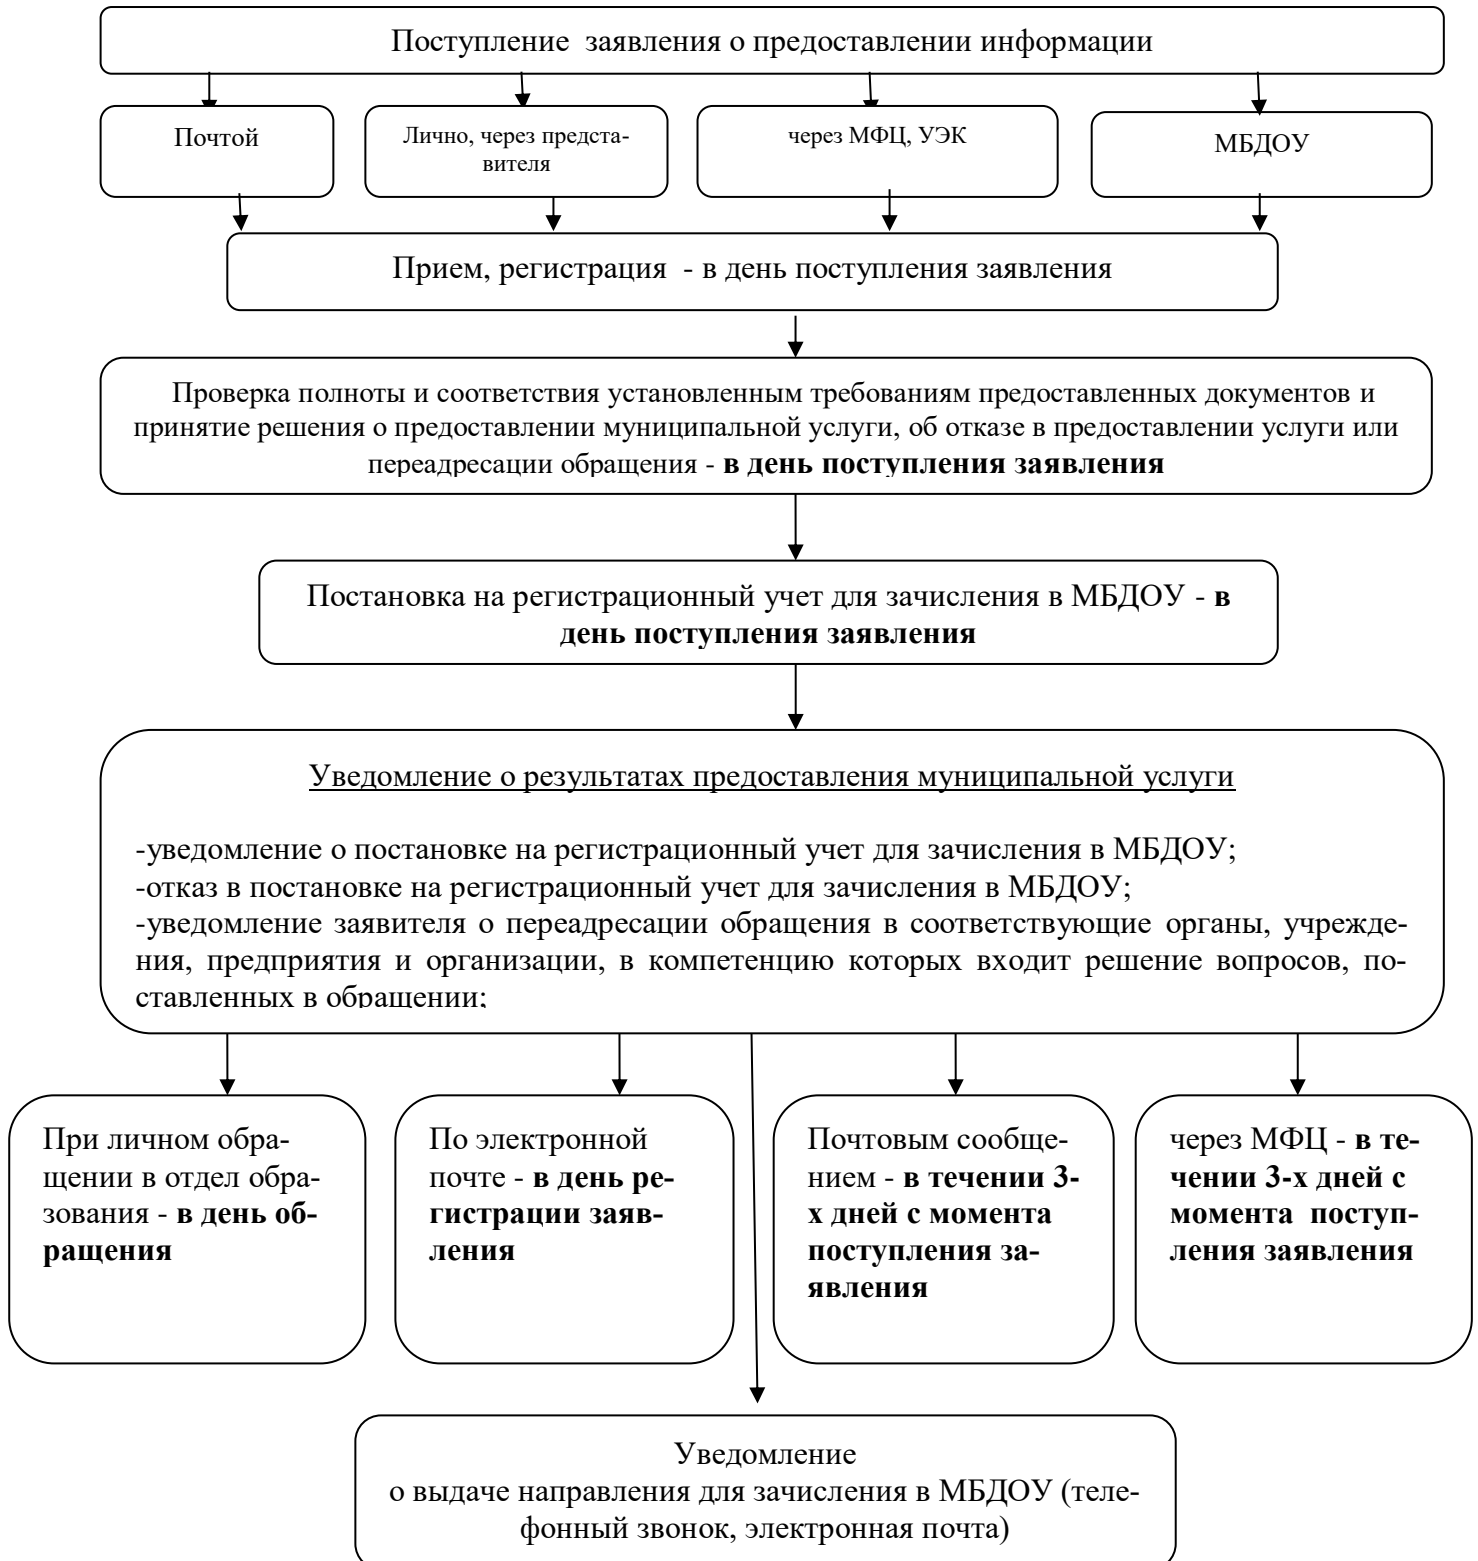 Поступление  заявления о предоставлении информации
Почтой
Лично, через предста-
вителя
через МФЦ, УЭК
МБДОУ
Прием, регистрация  - в день поступления заявления
Проверка полноты и соответствия установленным требованиям предоставленных документов и
принятие решения о предоставлении муниципальной услуги, об отказе в предоставлении услуги или
переадресации обращения - в день поступления заявления
Постановка на регистрационный учет для зачисления в МБДОУ - в
день поступления заявления
Уведомление о результатах предоставления муниципальной услуги
-уведомление о постановке на регистрационный учет для зачисления в МБДОУ;
-отказ в постановке на регистрационный учет для зачисления в МБДОУ;
-уведомление заявителя о переадресации обращения в соответствующие органы, учрежде-
ния, предприятия и организации, в компетенцию которых входит решение вопросов, по-
ставленных в обращении;
При личном обра-
щении в отдел обра-
зования - в день об-
ращения
По электронной
почте - в день ре-
гистрации заяв-
ления
Почтовым сообще-
нием - в течении 3-
х дней с момента
поступления за-
явления
через МФЦ - в те-
чении 3-х дней с
момента  поступ-
ления заявления
Уведомление
о выдаче направления для зачисления в МБДОУ (теле-
фонный звонок, электронная почта)